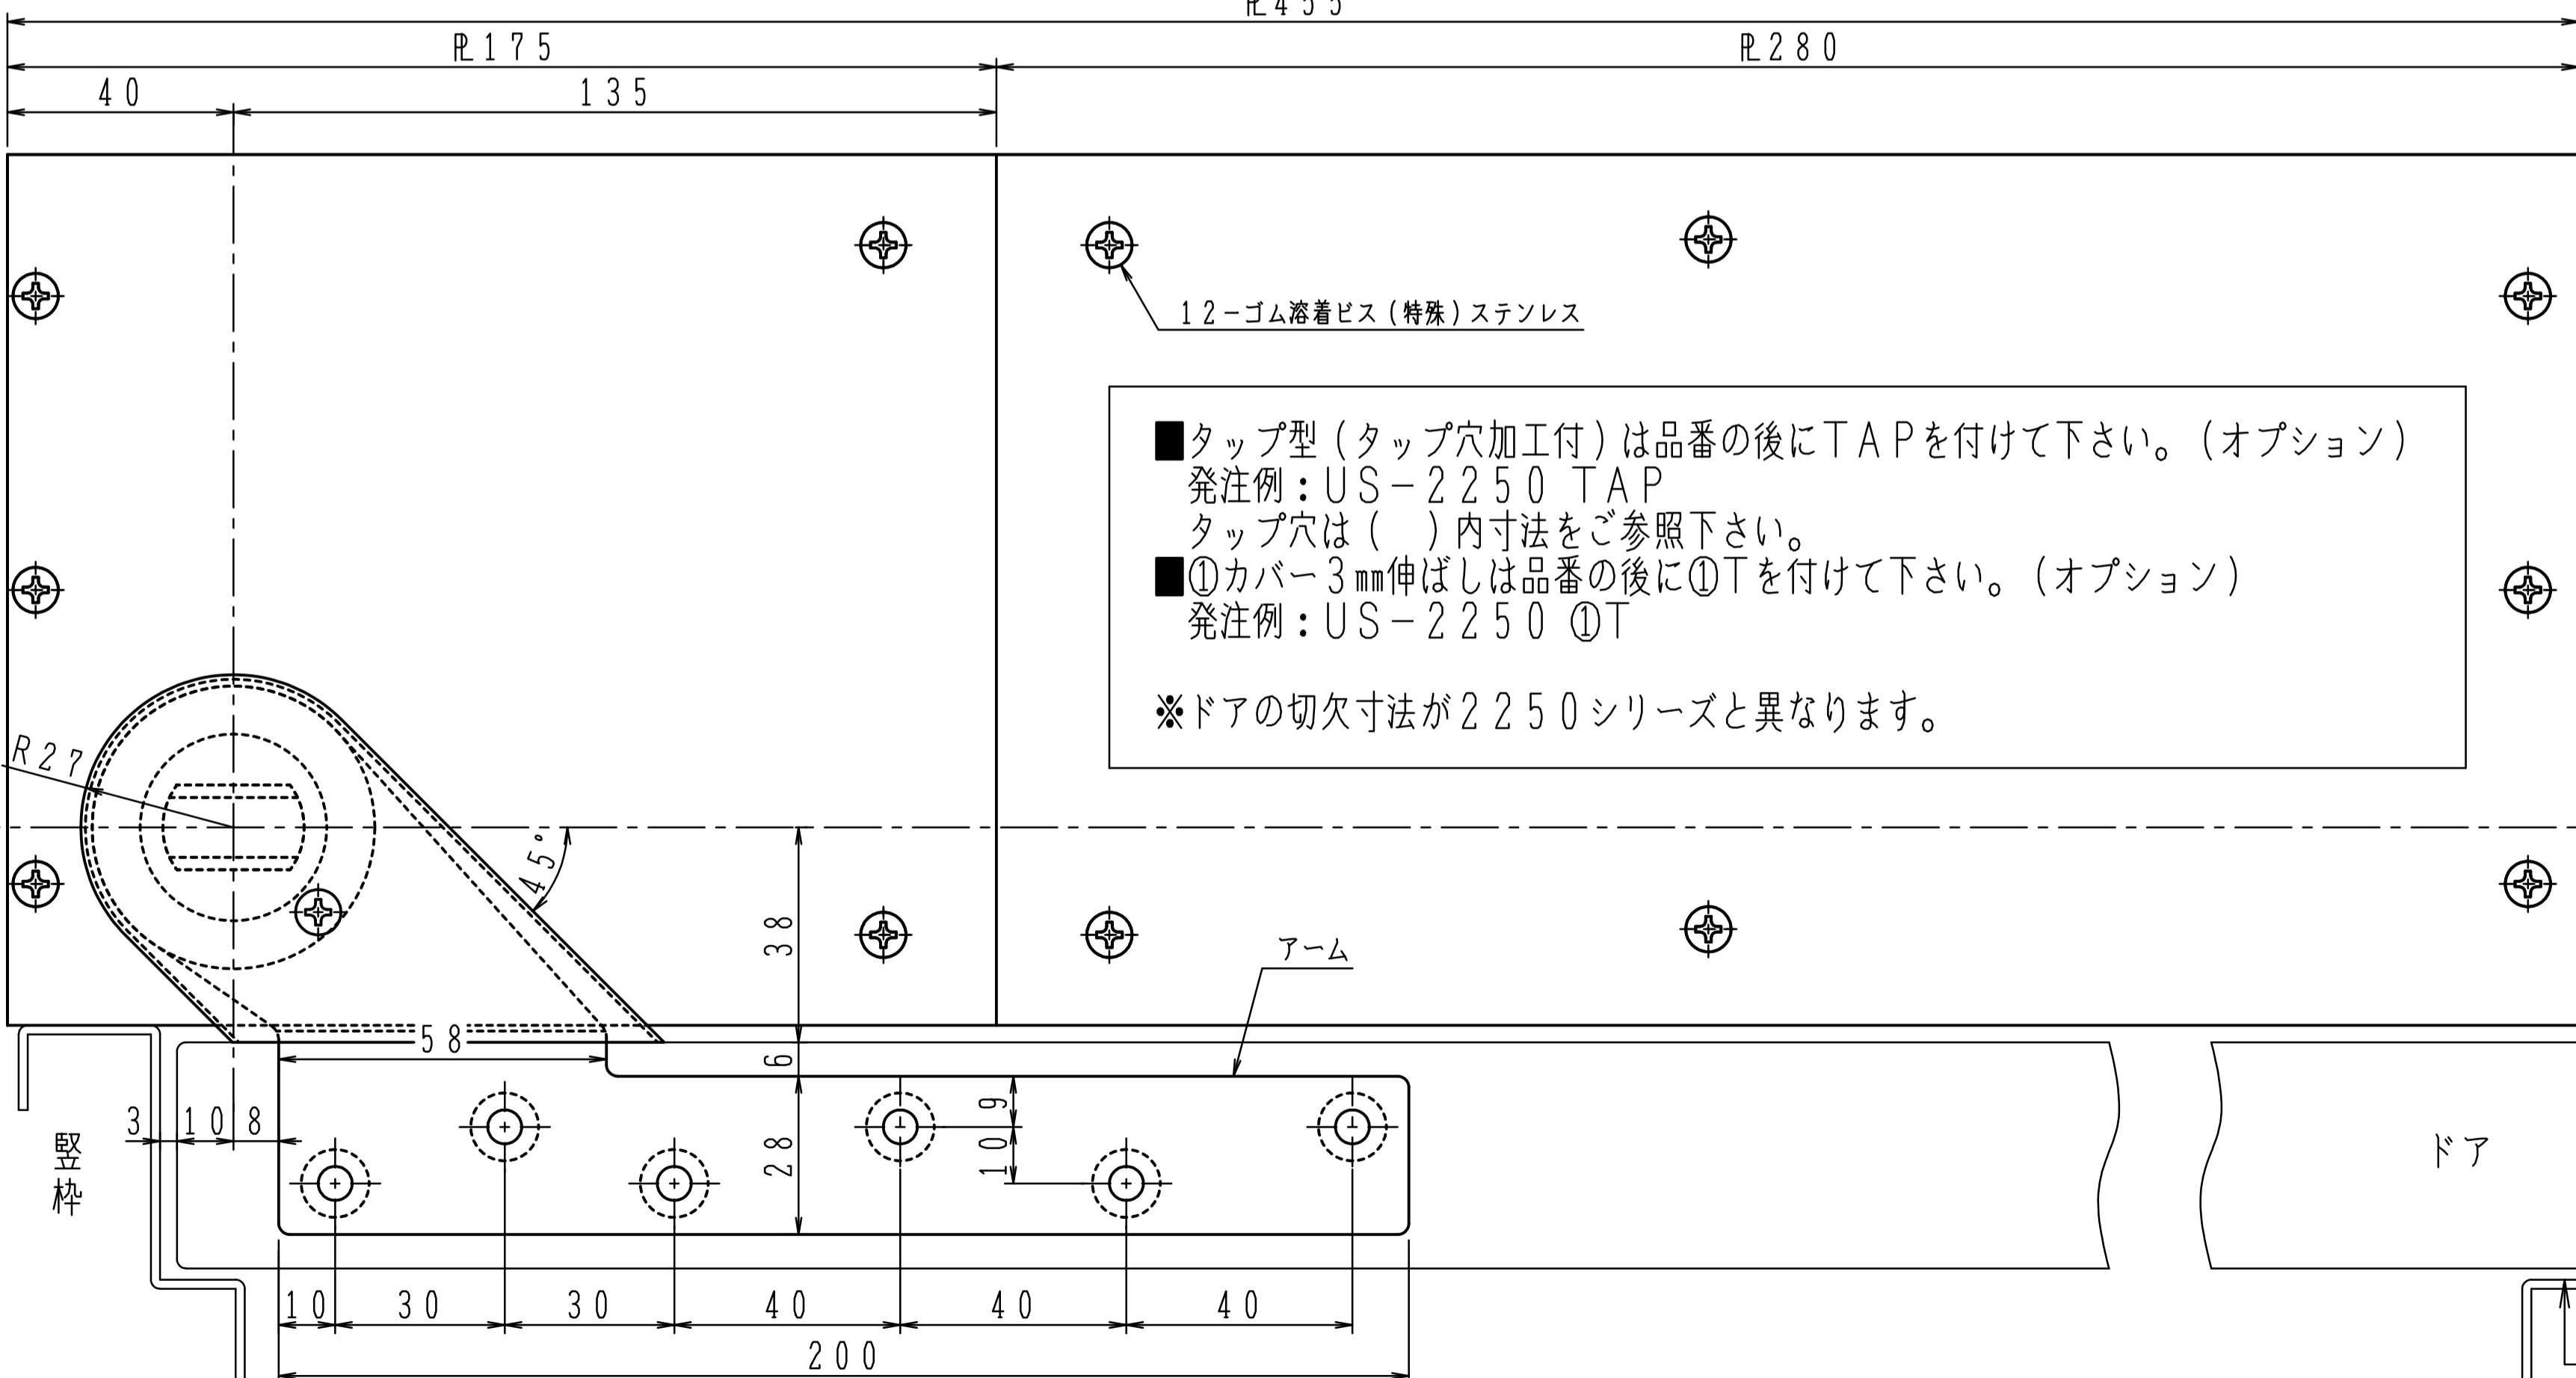 ℄455
℄175
℄280
40
135
12-ゴム溶着ビス(特殊)ステンレス
■タップ型(タップ穴加工付)は品番の後にTAPを付けて下さい。(オプション)
発注例:US-2250 TAP
タップ穴は( )内寸法をご参照下さい。
■①カバー3㎜伸ばしは品番の後に①Tを付けて下さい。(オプション)
発注例:US-2250 ①T
※ドアの切欠寸法が2250シリーズと異なります。
R27
45°
38
アーム
58
6
3
10
8
9
28
10
竪枠
ドア
10
30
30
40
40
40
200